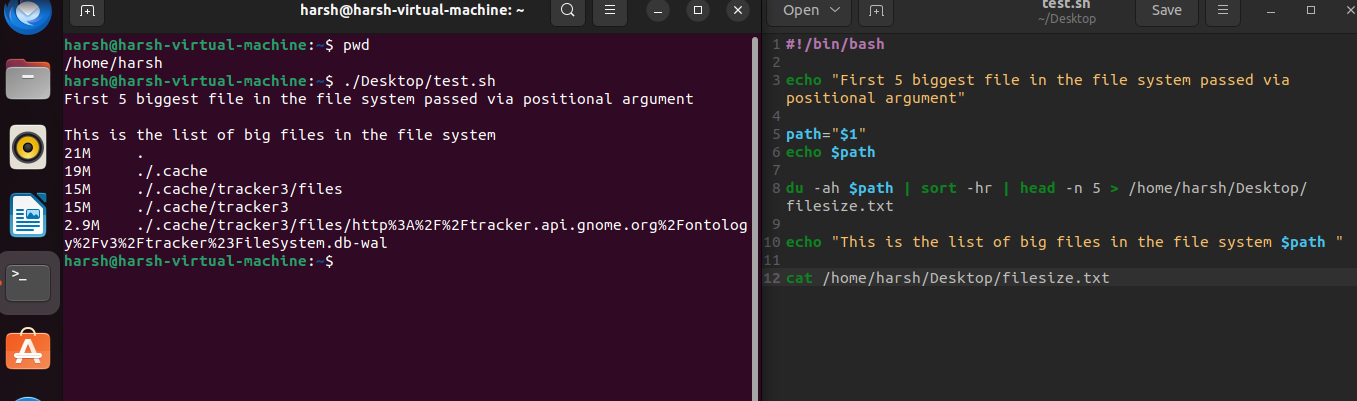 harsh@harsh-virtual-machine: ~
harsh@harsh-virtual-machine:~$ pwd
/home/harsh
harsh@harsh-virtual-machine:~$ ./Desktop/test.sh
First 5 biggest file in the file system passed via positional argument
This is the list of big files in the file system
21M .
19M ./.cache
15M ./.cache/tracker3/files
15M ./.cache/tracker3
2.9M ./.cache/tracker3/files/http%3A%2F%2Ftracker.api.gnome.org%2Fontolog
y%2Fv3%2Ftracker%23FileSystem.db-wal
harsh@harsh-virtual-machine:~$
>_
Open
test.sh
~/Desktop
Save
1 #!/bin/bash
2
3 echo "First 5 biggest file in the file system passed via
positional argument"
4
5 path="$1"
6 echo $path
7
8 du -ah $path | sort -hr | head -n 5 > /home/harsh/Desktop/
filesize.txt
9
10 echo "This is the list of big files in the file system $path "
11
12 cat /home/harsh/Desktop/filesize.txt